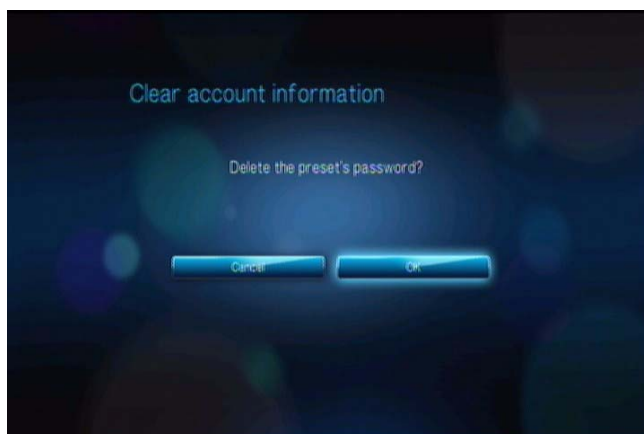 Clear account information
Delete the preset's password?
Cancel
OK